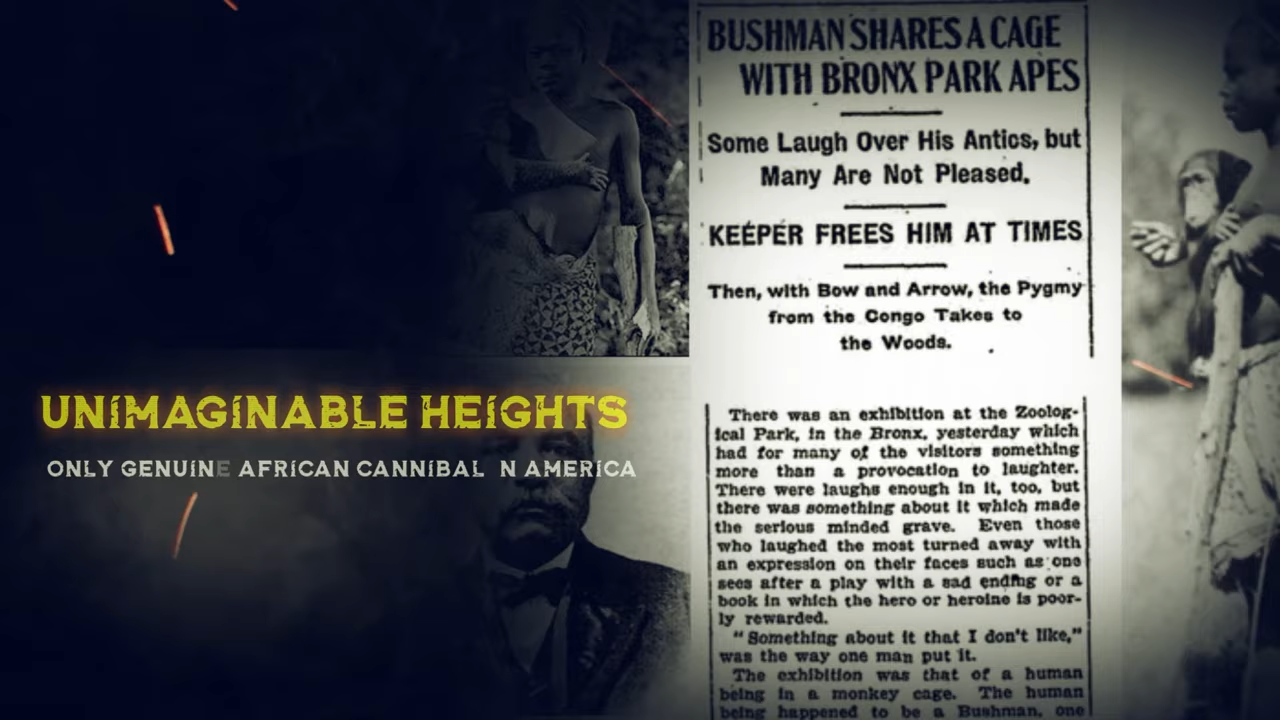 UNIMAGINABLE HEIGHTS
ONLY GENUINE AFRICAN CANNIBAL N AMERICA
BUSHMAN SHARES A CAGE
WITH BRONX PARK APES
Some Laugh Over His Antics, but
Many Are Not Pleased.
KEEPER FREES HIM AT TIMES
Then, with Bow and Arrow, the Pygmy
from the Congo Takes to
the Woods.
There was an exhibition at the Zoolog-
ical Park, in the Bronx, yesterday which
had for many of the visitors something
more than a provocation to laughter.
There were laughs enough in it, too, but
there was something about it which made
the serious minded grave. Even those
who laughed the most turned away with
an expression on their faces such as one
sees after a play with a sad ending or a
book in which the hero or heroine is poor-
ly rewarded.
"Something about it that I don't like,"
was the way one man put it.
The exhibition was that of a human
being in a monkey cage. The human
being happened to be a Bushman, one